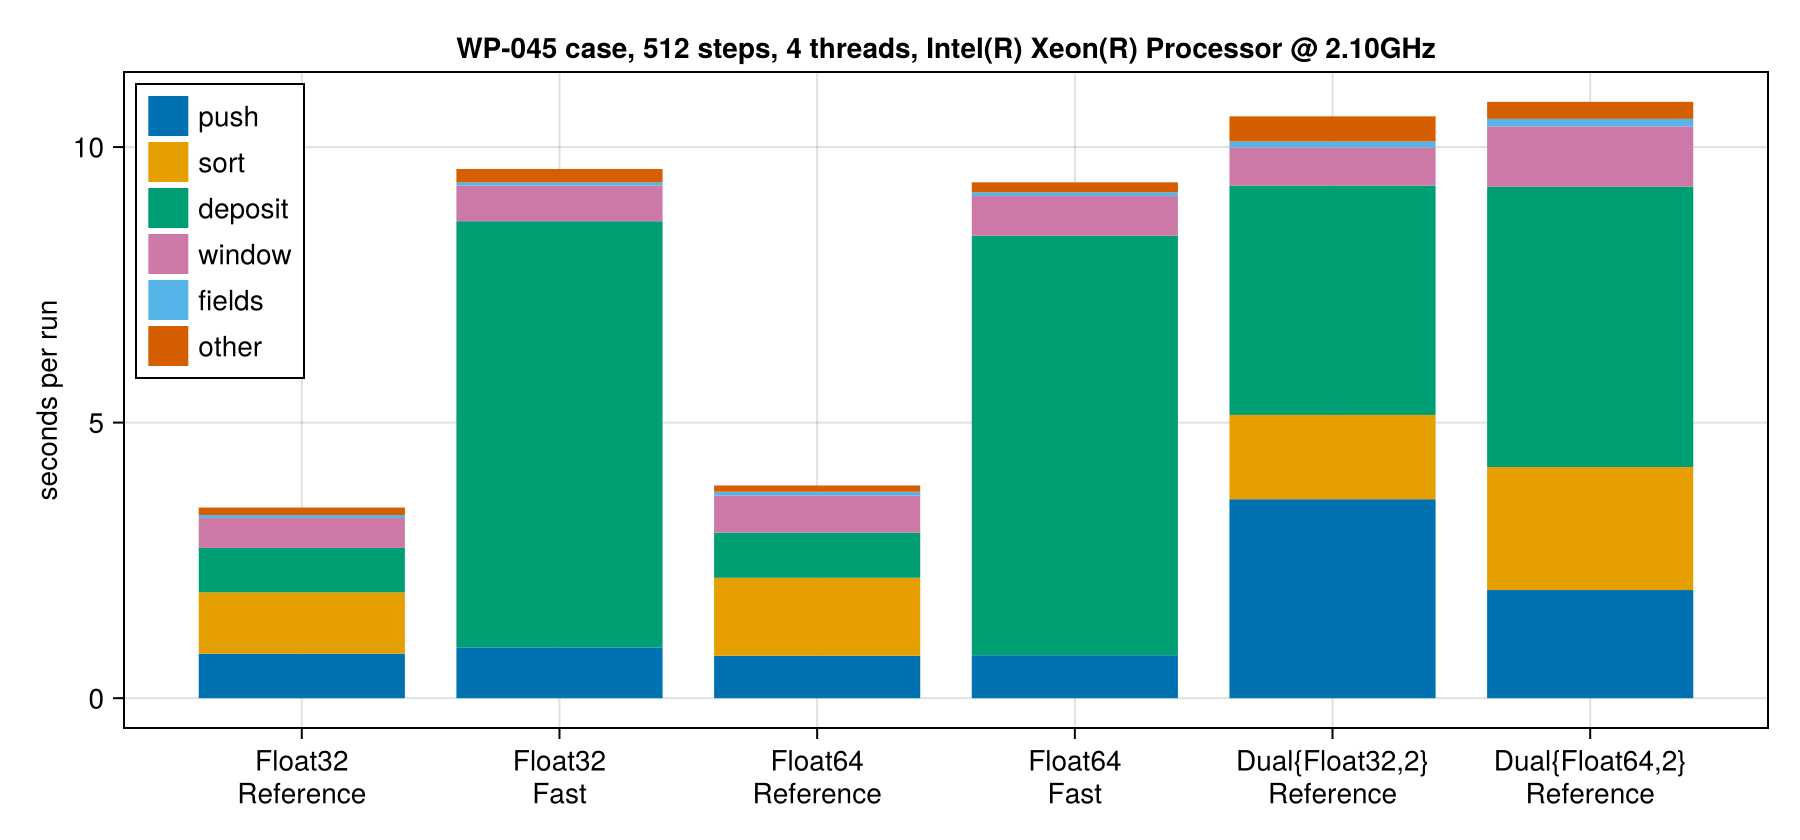 WP-045 case, 512 steps, 4 threads, Intel(R) Xeon(R) Processor @ 2.10GHz
push
sort
deposit
window
fields
other
seconds per run
10
5
0
Float32
Reference
Float32
Fast
Float64
Reference
Float64
Fast
Dual{Float32,2}
Reference
Dual{Float64,2}
Reference